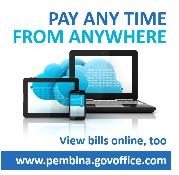 PAY ANY TIME
FROM ANYWHERE
View bills online, too
www.pembina.govoffice.com